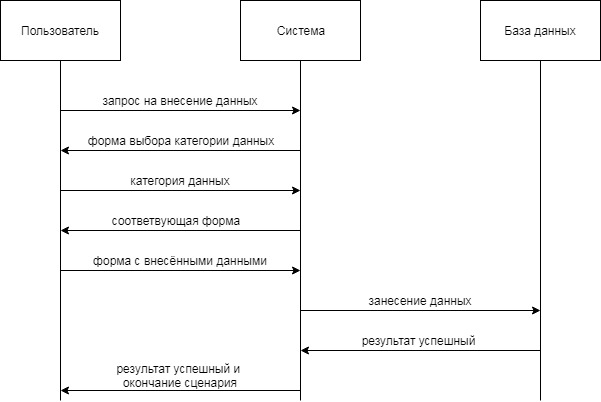 Пользователь
Система
База данных
запрос на внесение данных
форма выбора категории данных
категория данных
соответвующая форма
форма с внесёнными данными
занесение данных
результат успешный
результат успешный и
окончание сценария